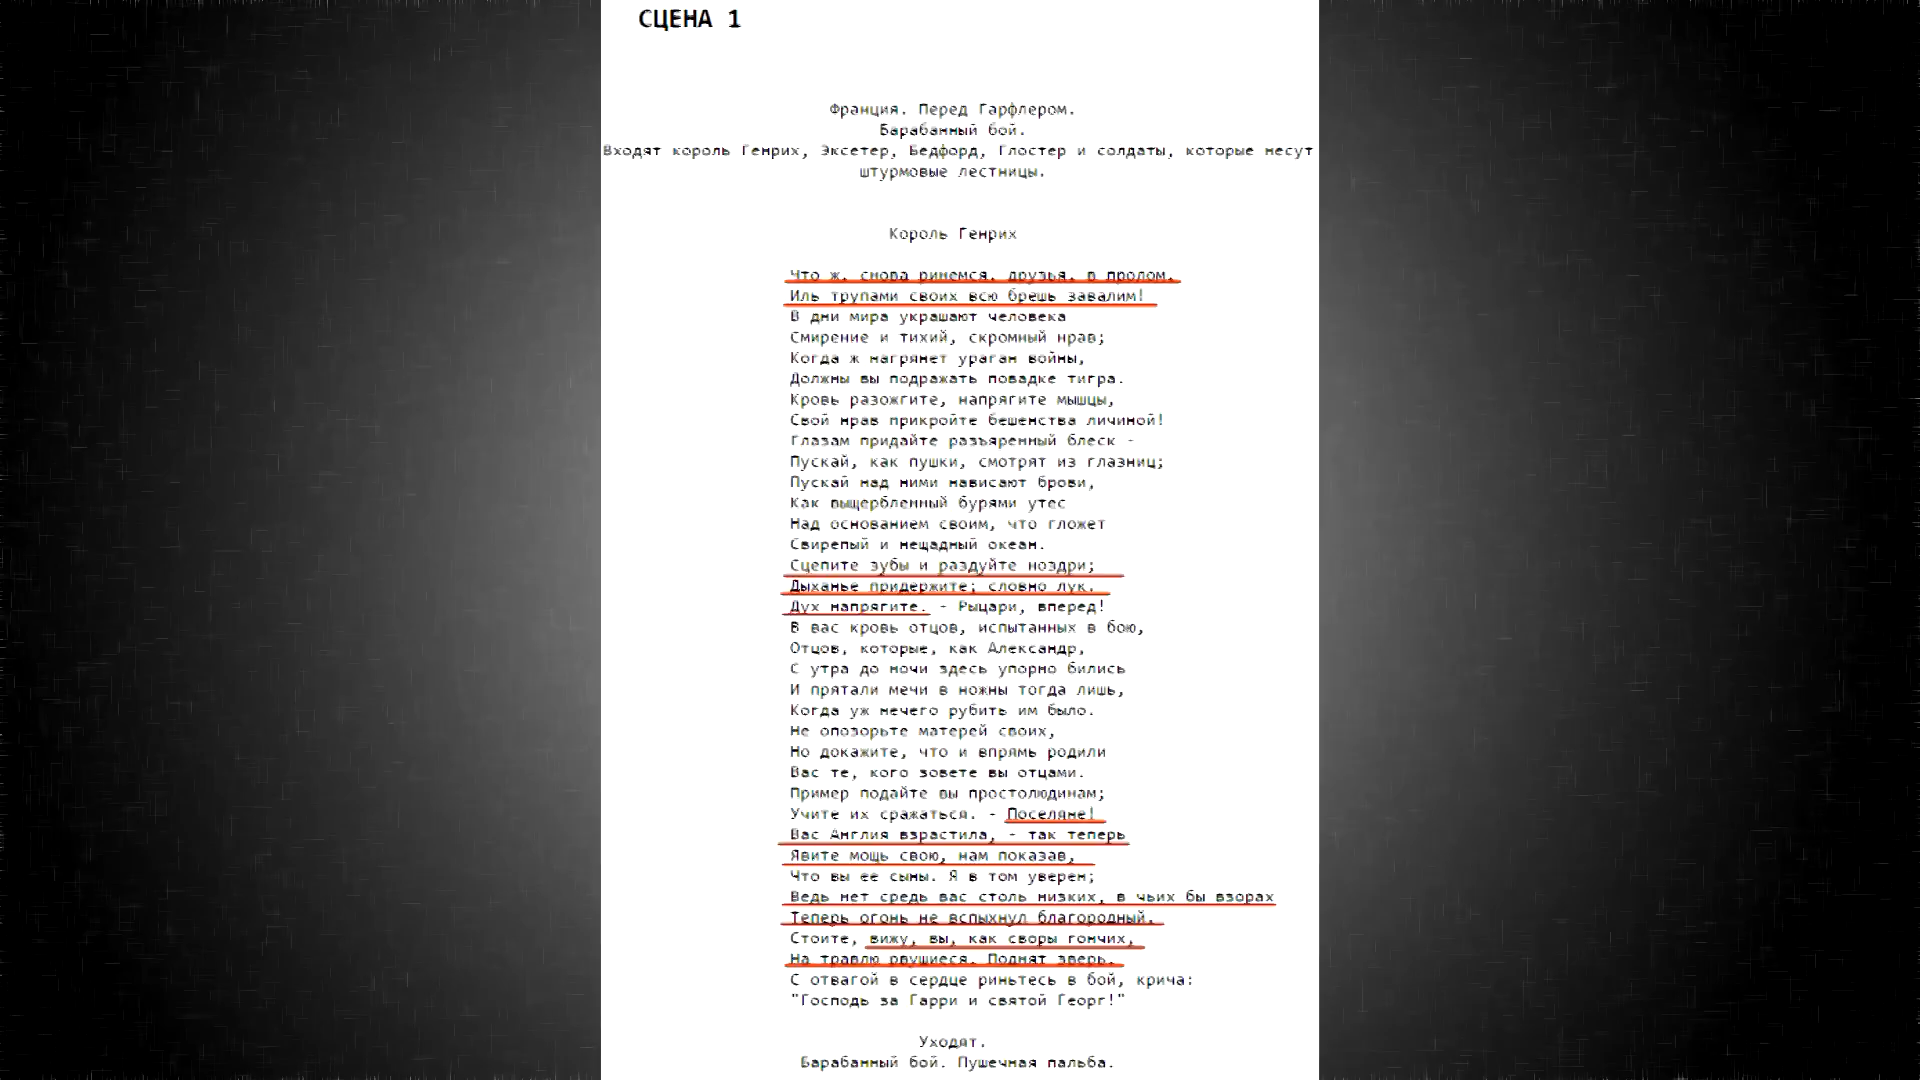 СЦЕНА 1
Франция. Перед Гарфлером.
Барабанный бой.
Входят король Генрих, Эксетер, Бедфорд, Глостер и солдаты, которые несут
штурмовые лестницы.
Король Генрих
Что ж, снова ринемся, друзья, в пролом,
Иль трупами своих всю брешь завалим!
В дни мира украшают человека
Смирение и тихий, скромный нрав;
Когда ж нагрянет ураган войны,
Должны вы подражать повадке тигра.
Кровь разожгите, напрягите мышцы,
Свой нрав прикройте бешенства личиной!
Глазам придайте разъяренный блеск -
Пускай, как пушки, смотрят из глазниц;
Пускай над ними нависают брови,
Как выщербленный бурями утес
Над основанием своим, что гложет
Свирепый и нещадный океан.
Сцепите зубы и раздуйте ноздри;
Дыханье придержите; словно лук,
Дух напрягите. - Рыцари, вперед!
В вас кровь отцов, испытанных в бою,
Отцов, которые, как Александр,
С утра до ночи здесь упорно бились
И прятали мечи в ножны тогда лишь,
Когда уж нечего рубить им было.
Не опозорьте матерей своих,
Но докажите, что и впрямь родили
Вас те, кого зовете вы отцами.
Пример подайте вы простолюдинам;
Учите их сражаться. - Поселяне!
Вас Англия взрастила, - так теперь
Явите мощь свою, нам показав,
Что вы ее сыны. Я в том уверен;
Ведь нет средь вас столь низких, в чьих бы взорах
Теперь огонь не вспыхнул благородный.
Стоите, вижу, вы, как своры гончих,
На травлю рвущиеся. Поднят зверь.
С отвагой в сердце риньтесь в бой, крича:
"Господь за Гарри и святой Георг!"
Уходят.
Барабанный бой. Пушечная пальба.